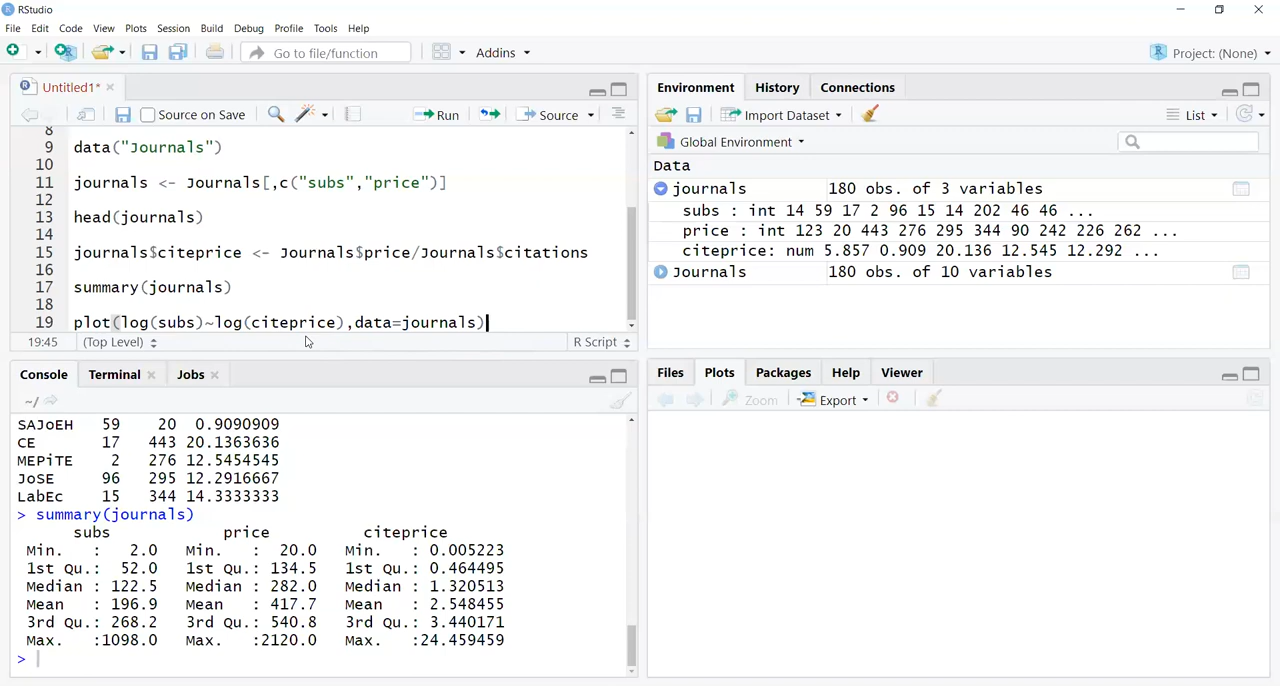 RStudio
File Edit Code View Plots Session Build Debug Profile Tools Help
Go to file/function Addins Project: (None)
Untitled1*
Source on Save Run Source
8
9 data("Journals")
10
11 journals <- Journals[,c("subs","price")]
12
13 head(journals)
14
15 journals$citeprice <- Journals$price/Journals$citations
16
17 summary(journals)
18
19 plot(log(subs)~log(citeprice),data=journals)
19:45 (Top Level) R Script
Console Terminal Jobs
~/
SAJoEH 59 20 0.9090909
CE 17 443 20.1363636
MEPiTE 2 276 12.5454545
JoSE 96 295 12.2916667
LabEc 15 344 14.3333333
> summary(journals)
subs price citeprice
Min. : 2.0 Min. : 20.0 Min. : 0.005223
1st Qu.: 52.0 1st Qu.: 134.5 1st Qu.: 0.464495
Median : 122.5 Median : 282.0 Median : 1.320513
Mean : 196.9 Mean : 417.7 Mean : 2.548455
3rd Qu.: 268.2 3rd Qu.: 540.8 3rd Qu.: 3.440171
Max. :1098.0 Max. :2120.0 Max. :24.459459
>
Environment History Connections
Import Dataset List
Global Environment
Data
journals 180 obs. of 3 variables
subs : int 14 59 17 2 96 15 14 202 46 46 ...
price : int 123 20 443 276 295 344 90 242 226 262 ...
citeprice: num 5.857 0.909 20.136 12.545 12.292 ...
Journals 180 obs. of 10 variables
Files Plots Packages Help Viewer
Zoom Export